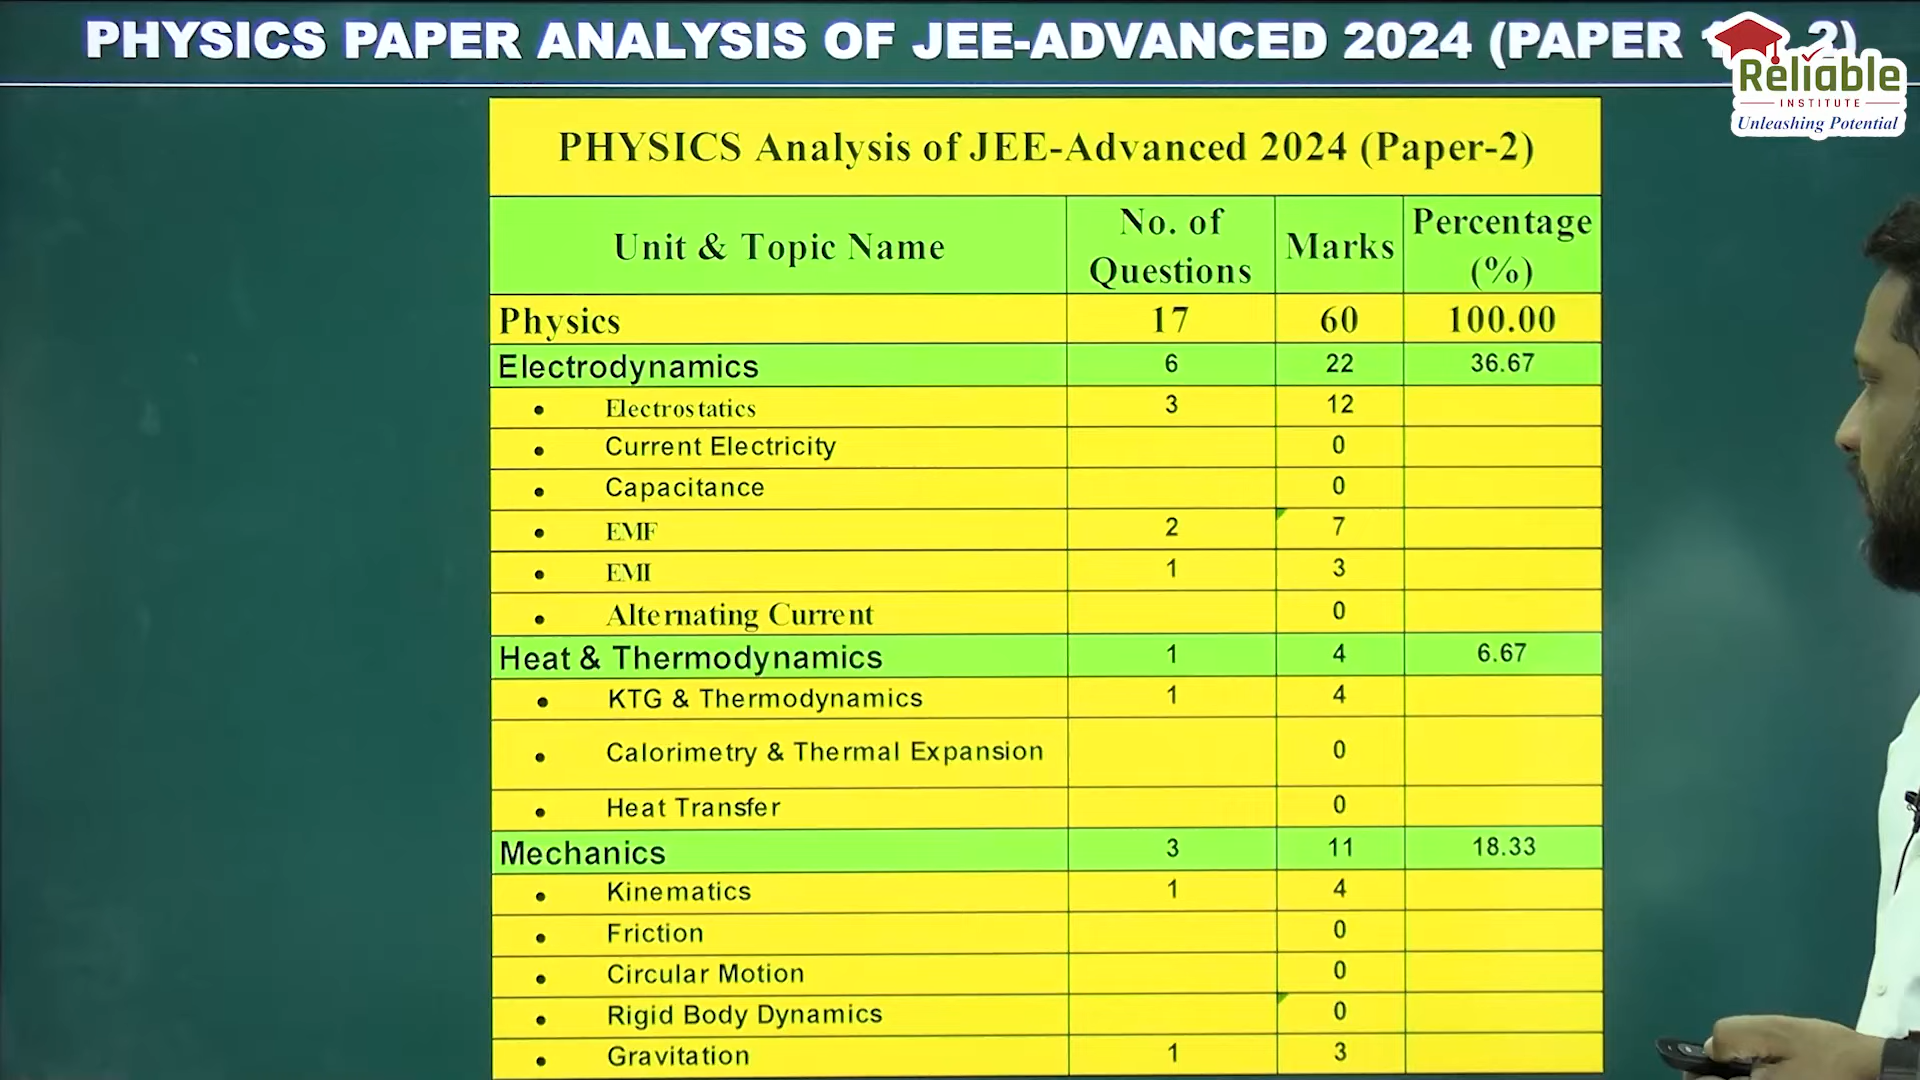 PHYSICS PAPER ANALYSIS OF JEE-ADVANCED 2024 (PAPER 2)
Reliable
INSTITUTE
Unleashing Potential
PHYSICS Analysis of JEE-Advanced 2024 (Paper-2)
Unit & Topic Name No. of Questions Marks Percentage (%)
Physics 17 60 100.00
Electrodynamics 6 22 36.67
• Electrostatics 3 12
• Current Electricity 0
• Capacitance 0
• EMF 2 7
• EMI 1 3
• Alternating Current 0
Heat & Thermodynamics 1 4 6.67
• KTG & Thermodynamics 1 4
• Calorimetry & Thermal Expansion 0
• Heat Transfer 0
Mechanics 3 11 18.33
• Kinematics 1 4
• Friction 0
• Circular Motion 0
• Rigid Body Dynamics 0
• Gravitation 1 3